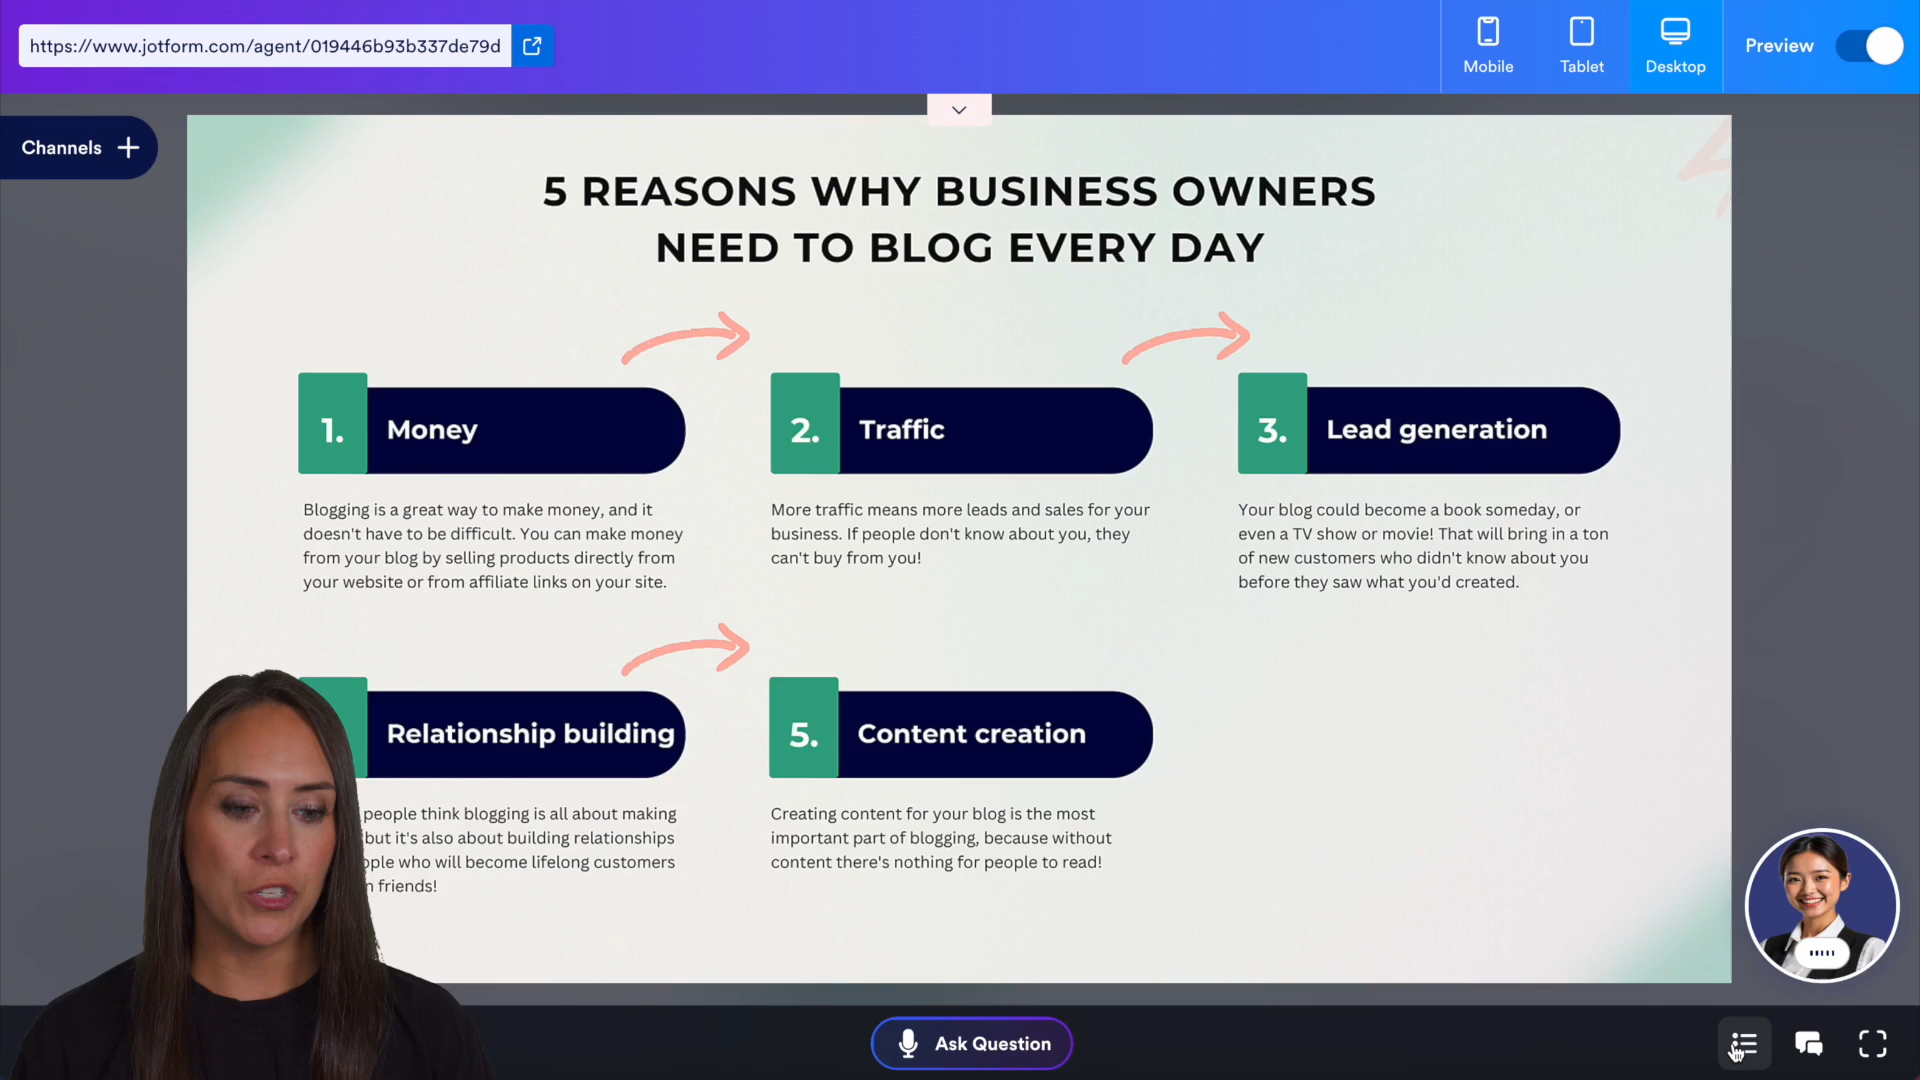 https://www.jotform.com/agent/019446b93b337de79d
Mobile
Tablet
Desktop
Preview
Channels
5 REASONS WHY BUSINESS OWNERS
NEED TO BLOG EVERY DAY
1. Money
Blogging is a great way to make money, and it
doesn't have to be difficult. You can make money
from your blog by selling products directly from
your website or from affiliate links on your site.
2. Traffic
More traffic means more leads and sales for your
business. If people don't know about you, they
can't buy from you!
3. Lead generation
Your blog could become a book someday, or
even a TV show or movie! That will bring in a ton
of new customers who didn't know about you
before they saw what you'd created.
Relationship building
people think blogging is all about making
but it's also about building relationships
who will become lifelong customers
friends!
5. Content creation
Creating content for your blog is the most
important part of blogging, because without
content there's nothing for people to read!
Ask Question